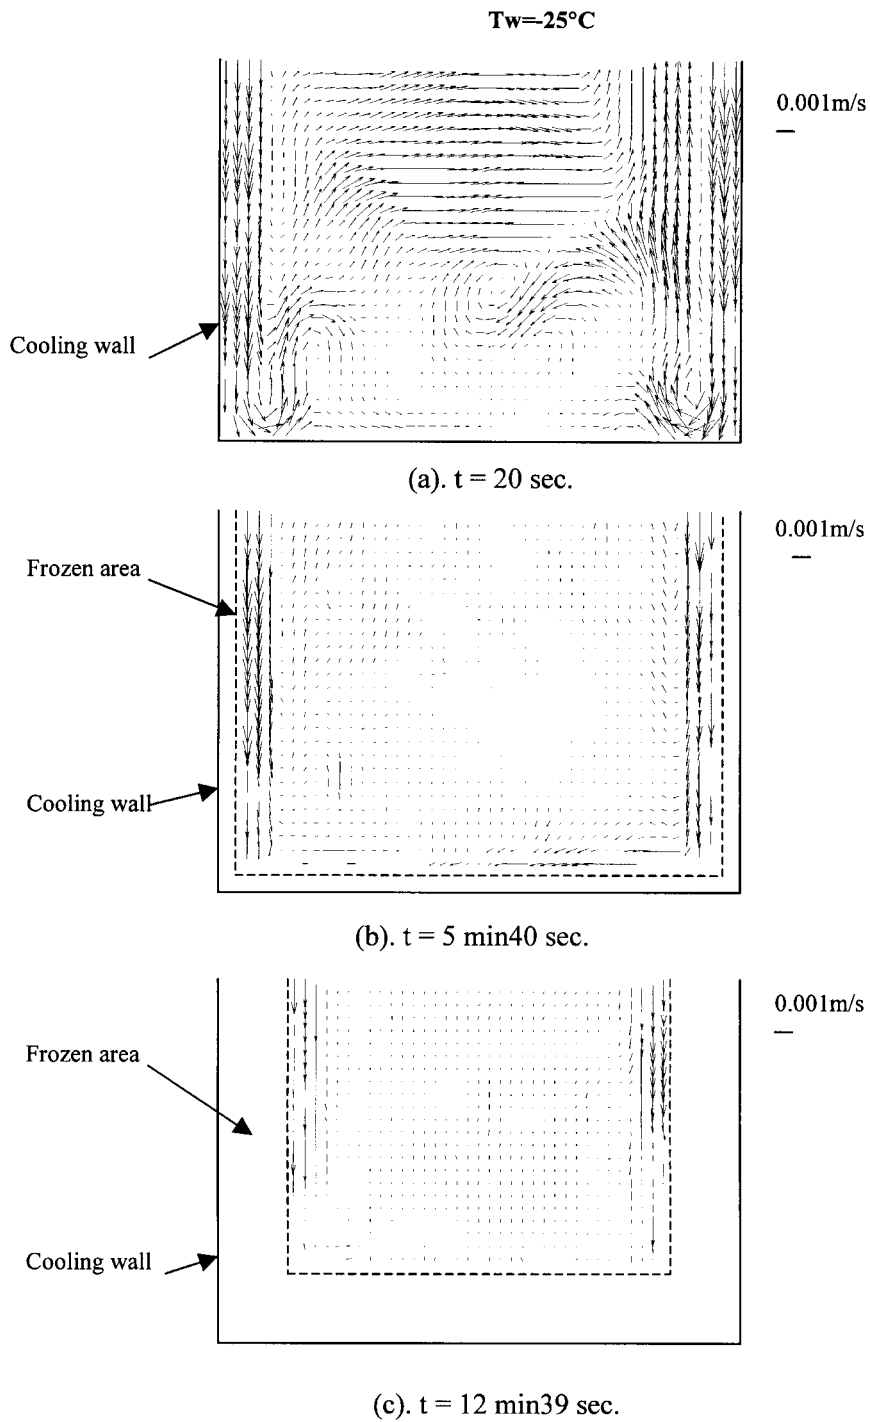 Tw=-25°C
0.001m/s
Cooling wall
(a). t = 20 sec.
0.001m/s
Frozen area
Cooling wall
(b). t = 5 min40 sec.
0.001m/s
Frozen area
Cooling wall
(c). t = 12 min39 sec.